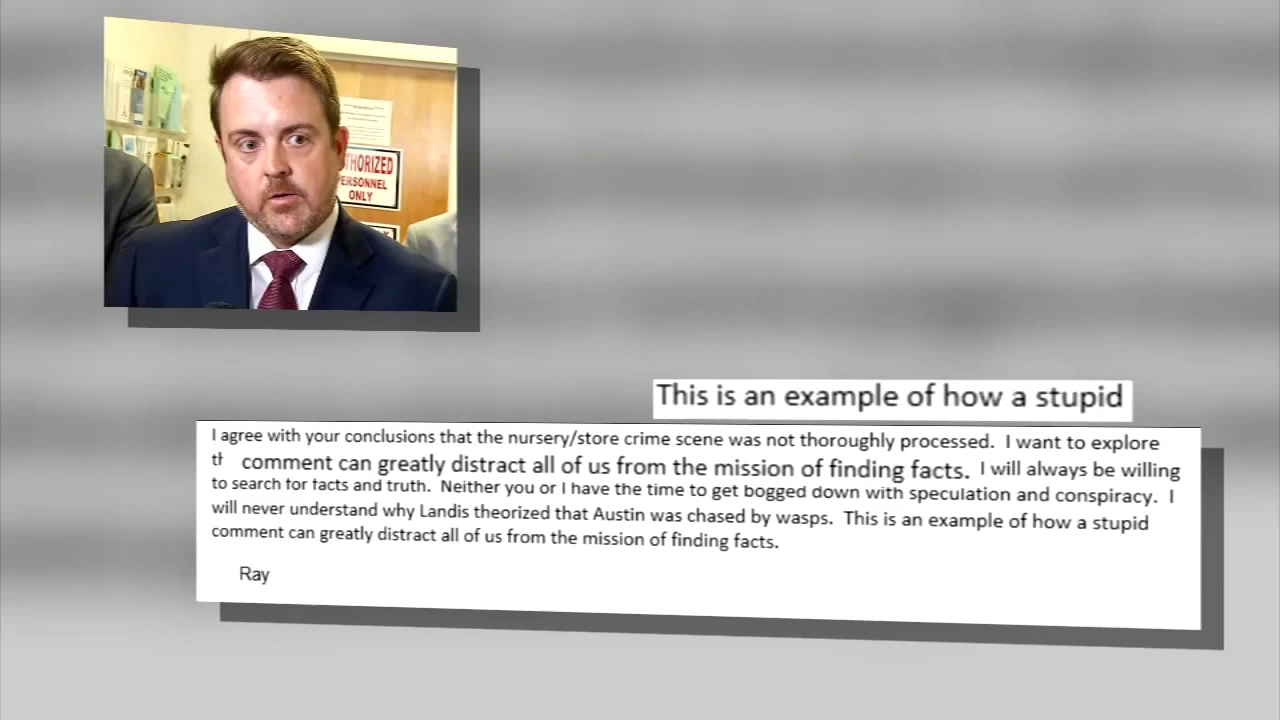 THORIZED
PERSONNEL
ONLY
This is an example of how a stupid
I agree with your conclusions that the nursery/store crime scene was not thoroughly processed. I want to explore
th comment can greatly distract all of us from the mission of finding facts. I will always be willing
to search for facts and truth. Neither you or I have the time to get bogged down with speculation and conspiracy. I
will never understand why Landis theorized that Austin was chased by wasps. This is an example of how a stupid
comment can greatly distract all of us from the mission of finding facts.
Ray